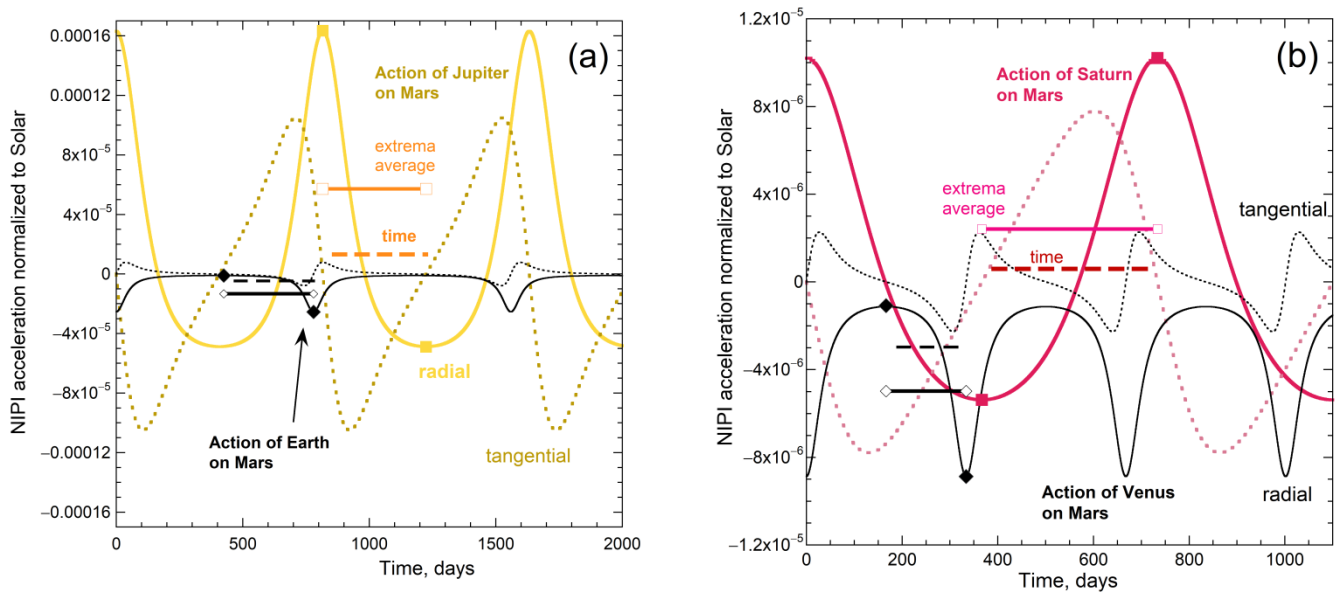 (a)
NIPI acceleration normalized to Solar
0.00016
0.00012
8x10⁻⁵
4x10⁻⁵
0
−4x10⁻⁵
−8x10⁻⁵
−0.00012
−0.00016
Action of Jupiter
on Mars
extrema
average
time
radial
Action of Earth
on Mars
tangential
0 500 1000 1500 2000
Time, days
(b)
NIPI acceleration normalized to Solar
1.2x10⁻⁵
8x10⁻⁶
4x10⁻⁶
0
−4x10⁻⁶
−8x10⁻⁶
−1.2x10⁻⁵
Action of Saturn
on Mars
extrema
average
tangential
time
Action of Venus
on Mars
radial
0 200 400 600 800 1000
Time, days